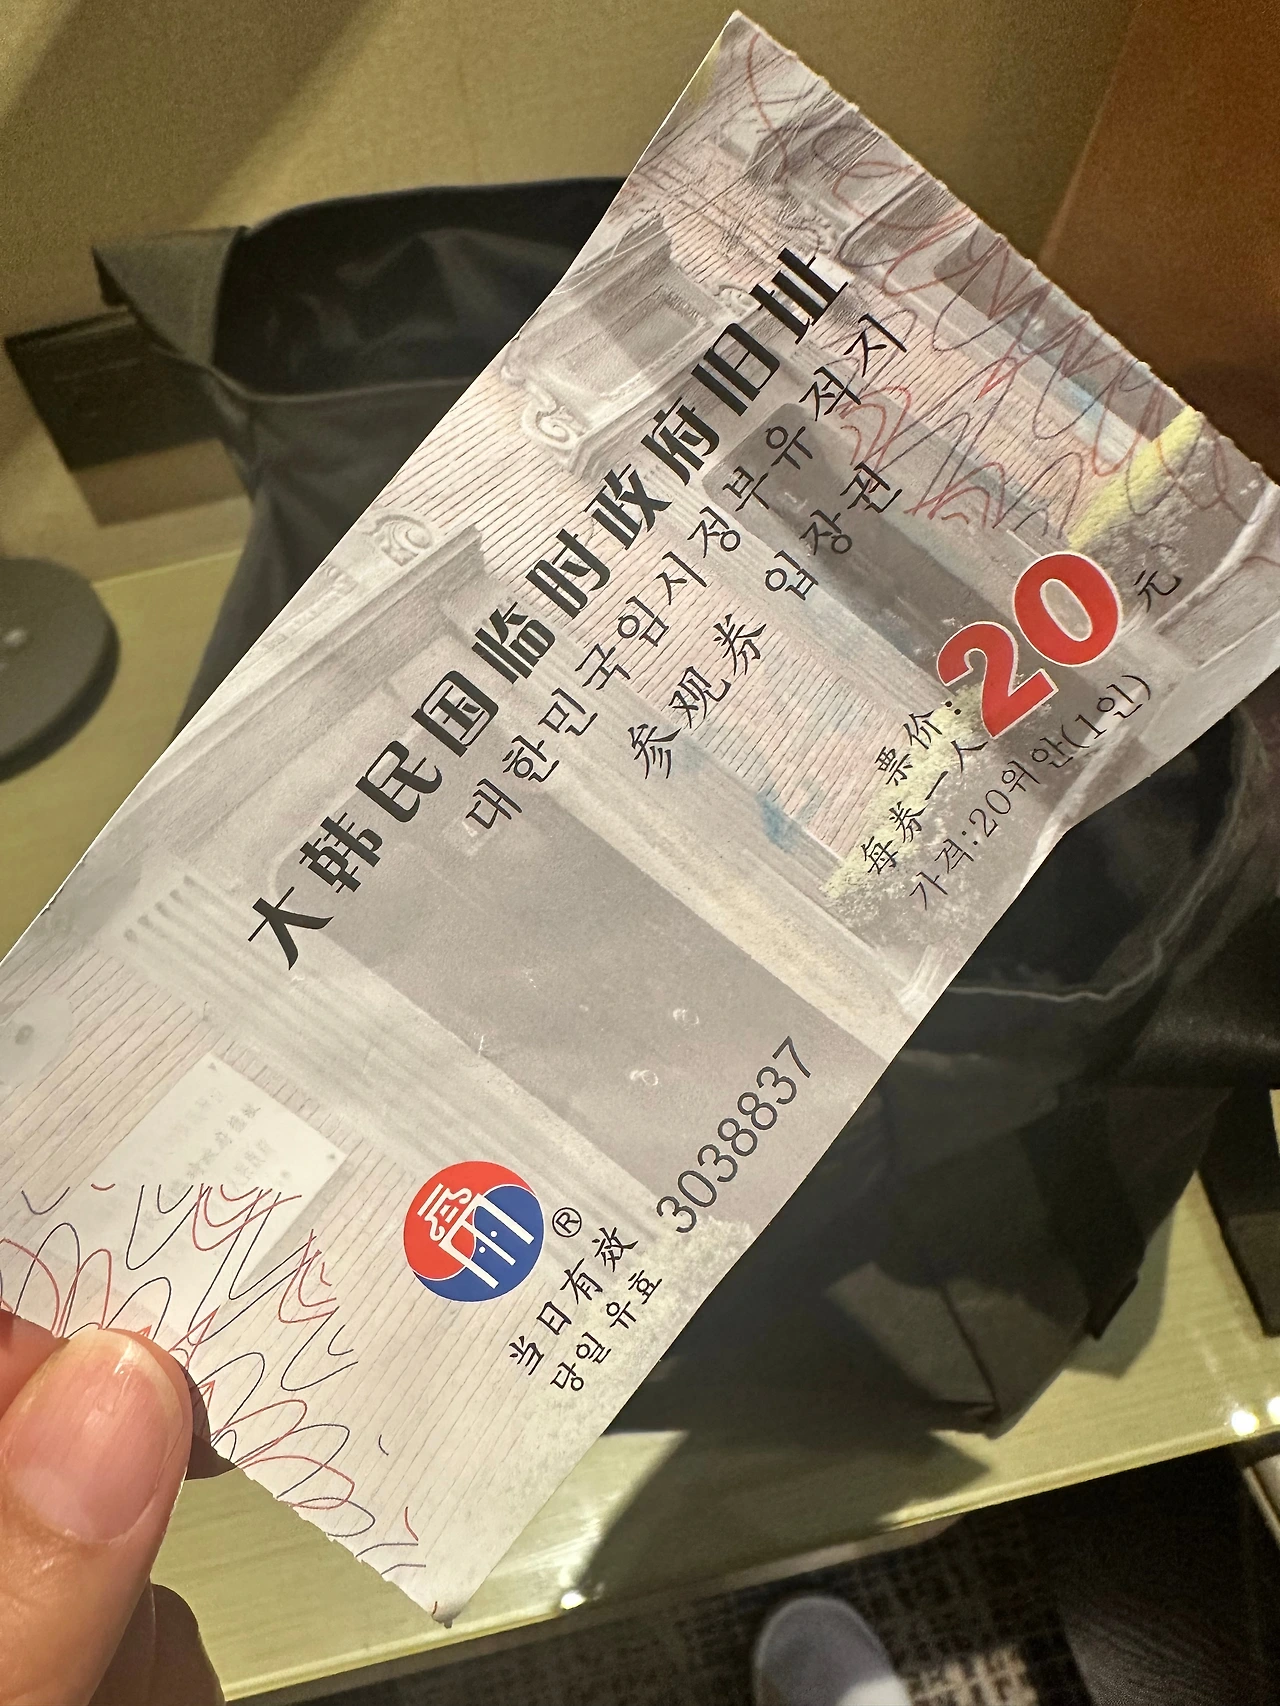 大韩民国临时政府旧址
대한민국임시정부유적지
参观券 입장권
票价:20元
每券一人
가격:20위안(1인)
3038837
®
当日有效
당일 유효